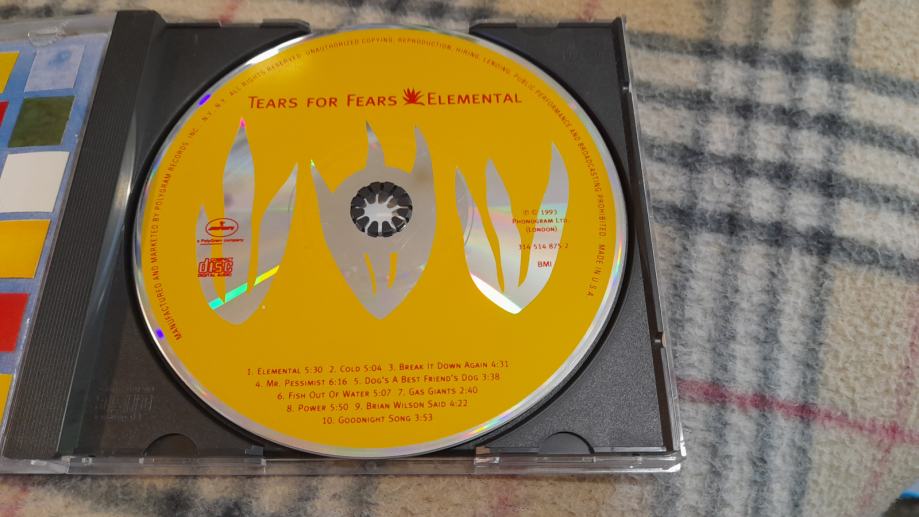 MANUFACTURED AND MARKETED BY POLYGRAM RECORDS, INC., N.Y., N.Y. ALL RIGHTS RESERVED. UNAUTHORIZED COPYING, REPRODUCTION, HIRING, LENDING, PUBLIC PERFORMANCE AND BROADCASTING PROHIBITED. MADE IN U.S.A.
TEARS FOR FEARS ELEMENTAL
℗ © 1993
PHONOGRAM LTD.
(LONDON)
314 514 875-2
BMI
mercury
a PolyGram company
COMPACT
disc
DIGITAL AUDIO
1. ELEMENTAL 5:30 2. COLD 5:04 3. BREAK IT DOWN AGAIN 4:31
4. MR. PESSIMIST 6:16 5. DOG'S A BEST FRIEND'S DOG 3:38
6. FISH OUT OF WATER 5:07 7. GAS GIANTS 2:40
8. POWER 5:50 9. BRIAN WILSON SAID 4:22
10. GOODNIGHT SONG 3:53